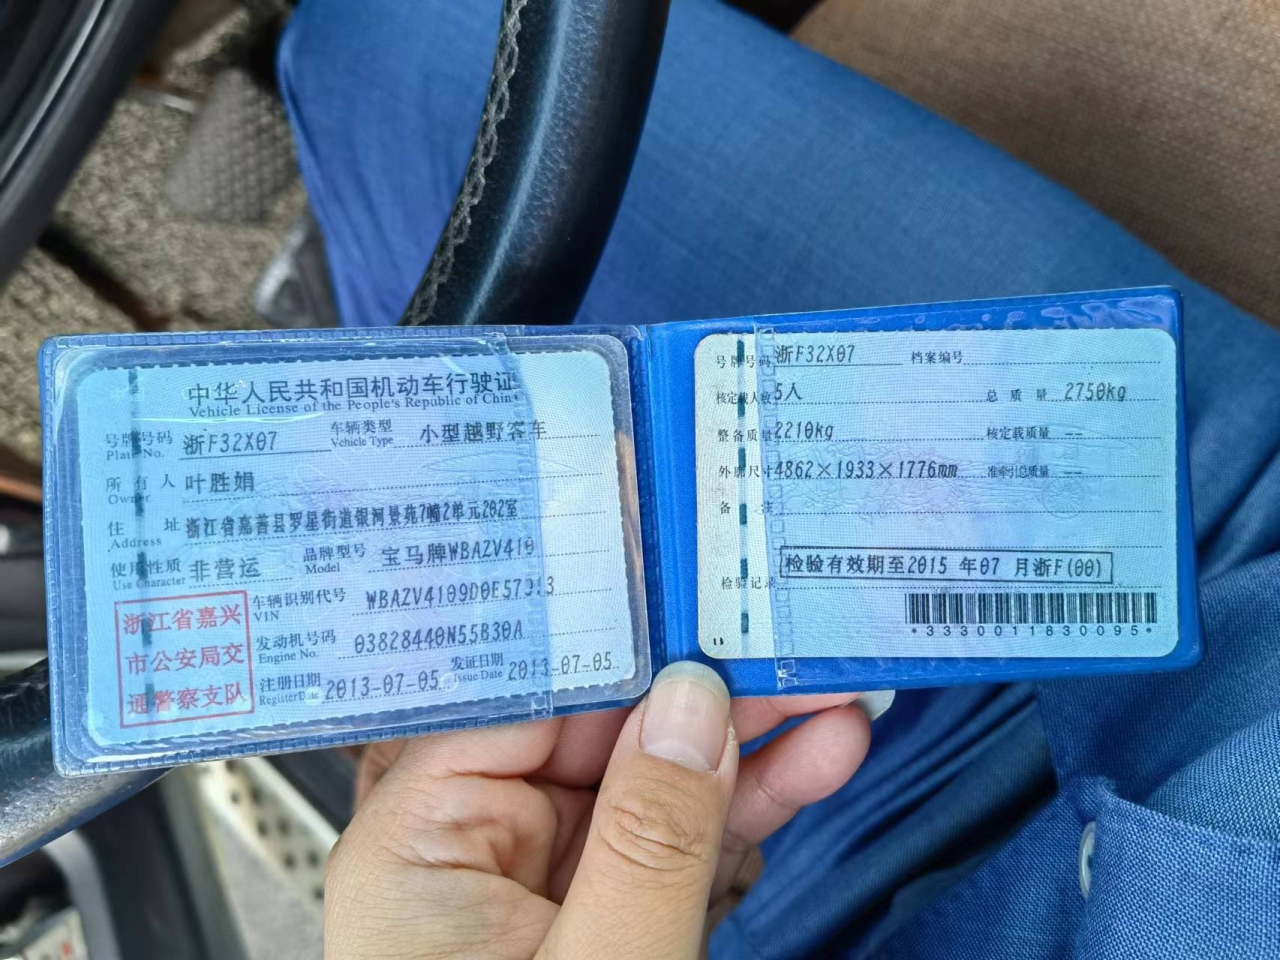 中华人民共和国机动车行驶证
Vehicle License of the People's Republic of China
号牌号码 浙F32X07 车辆类型 小型越野客车
Plate No. Vehicle Type
所有人 叶胜娟
Owner
住址 浙江省嘉善县罗星街道银河景苑7幢2单元202室
Address
使用性质 非营运 品牌型号 宝马牌WBAZV410
Use Character Model
浙江省嘉兴
市公安局交
通警察支队
车辆识别代号 WBAZV4109D0E57313
VIN
发动机号码 03828440N55B30A
Engine No.
注册日期 2013-07-05 发证日期 2013-07-05
Register Date Issue Date
号牌号码 浙F32X07 档案编号
核定载人数 5人 总质量 2750kg
整备质量 2210kg 核定载质量 --
外廓尺寸 4862×1933×1776mm 准牵引总质量 --
备注
检验记录 检验有效期至2015年07月浙F(00)
*3330011830095*